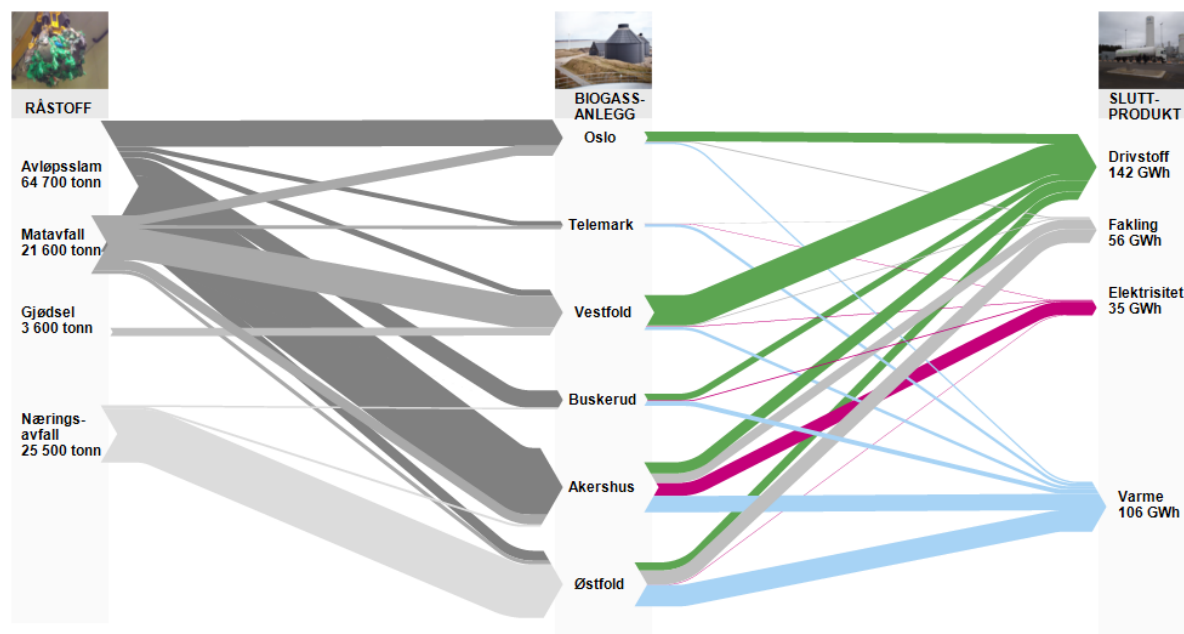 RÅSTOFF
Avløpsslam
64 700 tonn
Matavfall
21 600 tonn
Gjødsel
3 600 tonn
Nærings-
avfall
25 500 tonn
BIOGASS-
ANLEGG
Oslo
Telemark
Vestfold
Buskerud
Akershus
Østfold
SLUTT-
PRODUKT
Drivstoff
142 GWh
Fakling
56 GWh
Elektrisitet
35 GWh
Varme
106 GWh